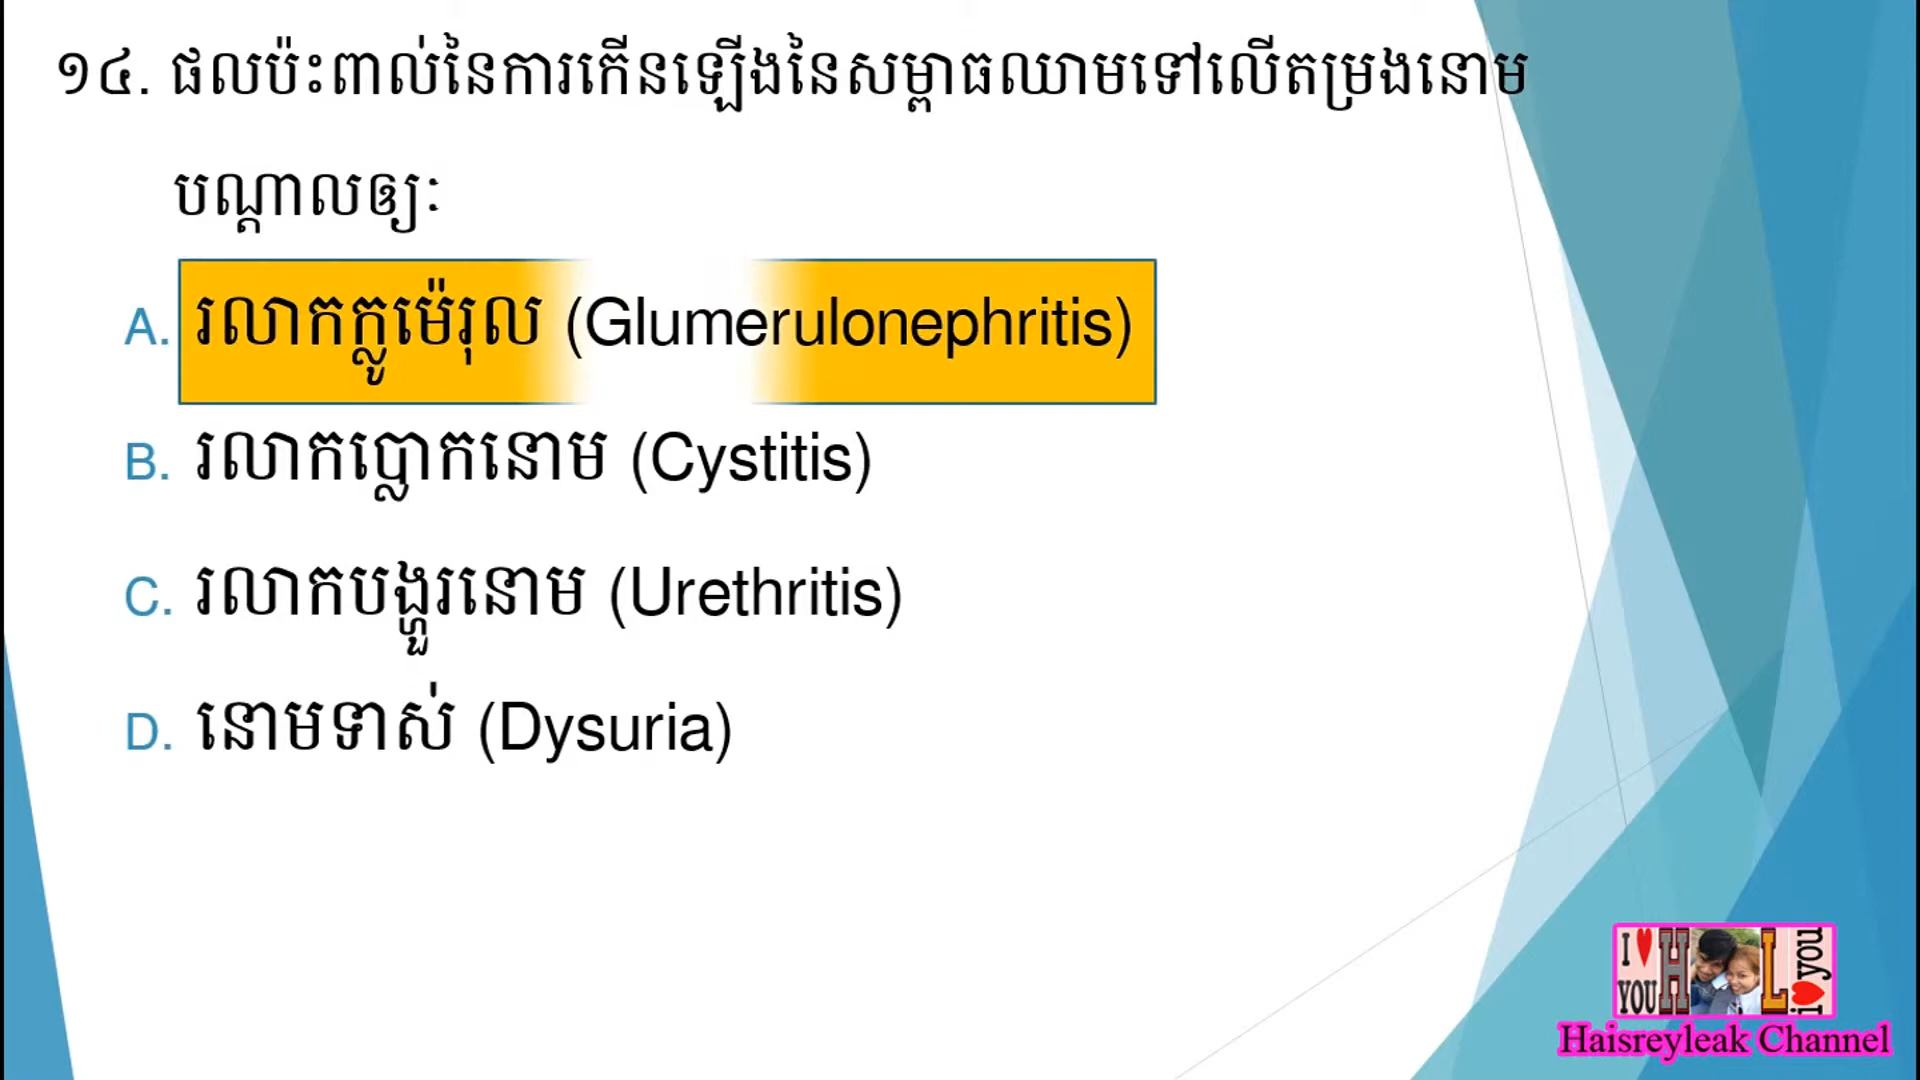 ១៤. ផលប៉ះពាល់នៃការកើនឡើងនៃសម្ពាធឈាមទៅលើតម្រងនោម
បណ្តាលឲ្យៈ
A. រលាកក្លូម៉េរុល (Glumerulonephritis)
B. រលាកប្លោកនោម (Cystitis)
C. រលាកបង្ហួរនោម (Urethritis)
D. នោមទាស់ (Dysuria)
I ♥ YOU
H L
i ♥ you
Haisreyleak Channel